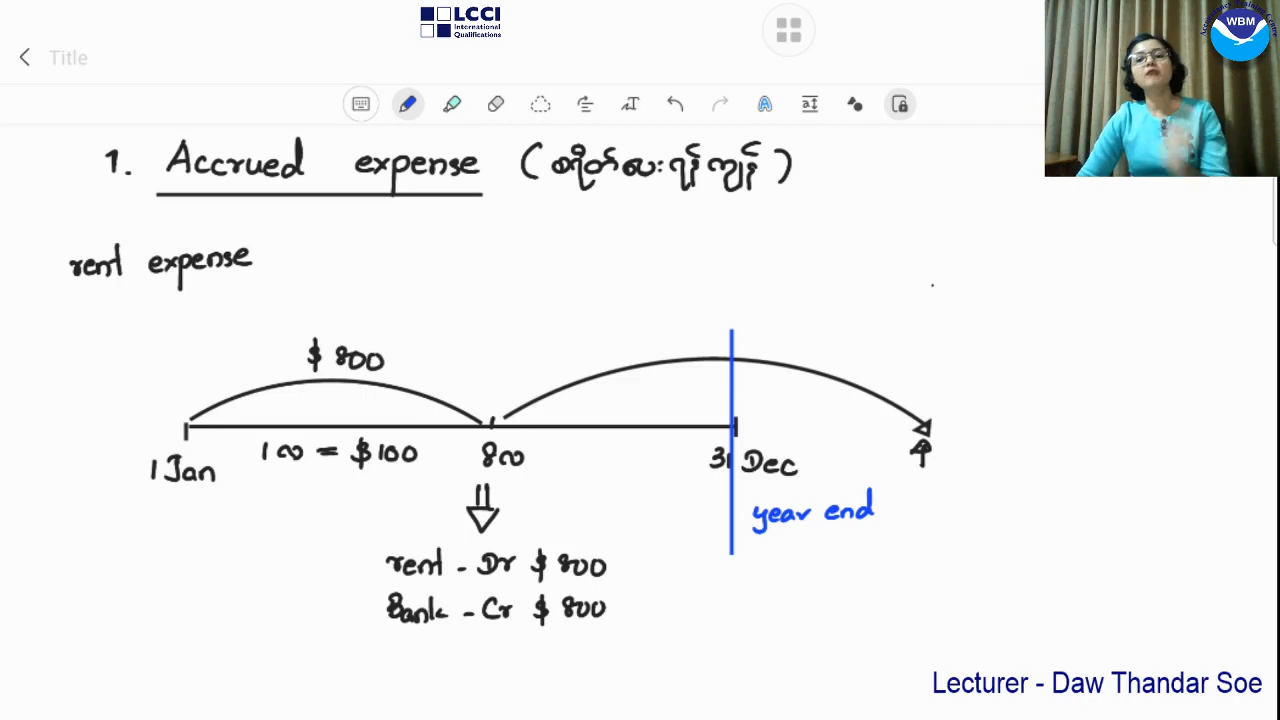 LCCI
International
Qualifications
WBM
Title
1. Accrued expense (စရိတ်ပေးရန်ကျန်)
rent expense
$ 800
1 Jan
1 လ = $ 100
8 လ
31 Dec
year end
rent - Dr $ 800
Bank - Cr $ 800
Lecturer - Daw Thandar Soe